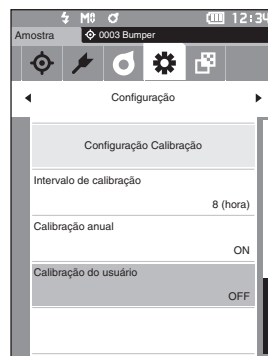 M0 12:34
Amostra 0003 Bumper
Configuração
Configuração Calibração
Intervalo de calibração
8 (hora)
Calibração anual
ON
Calibração do usuário
OFF